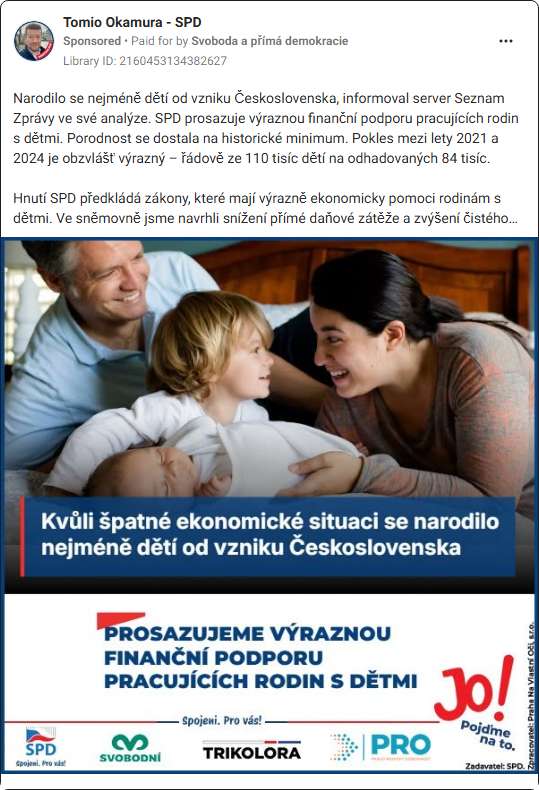 Tomio Okamura - SPD
Sponsored • Paid for by Svoboda a přímá demokracie
Library ID: 2160453134382627
Narodilo se nejméně dětí od vzniku Československa, informoval server Seznam
Zprávy ve své analýze. SPD prosazuje výraznou finanční podporu pracujících rodin
s dětmi. Porodnost se dostala na historické minimum. Pokles mezi lety 2021 a
2024 je obzvlášť výrazný – řádově ze 110 tisíc dětí na odhadovaných 84 tisíc.
Hnutí SPD předkládá zákony, které mají výrazně ekonomicky pomoci rodinám s
dětmi. Ve sněmovně jsme navrhli snížení přímé daňové zátěže a zvýšení čistého...
Kvůli špatné ekonomické situaci se narodilo
nejméně dětí od vzniku Československa
PROSAZUJEME VÝRAZNOU
FINANČNÍ PODPORU
PRACUJÍCÍCH RODIN S DĚTMI
Jo!
Pojďme
na to.
Spojeni. Pro vás!
SPD
Spojeni. Pro vás!
SVOBODNÍ
TRIKOLORA
PRO
Zadavatel: SPD.
Zpracovatel: Praha Na Vlastní Oči, s.r.o.